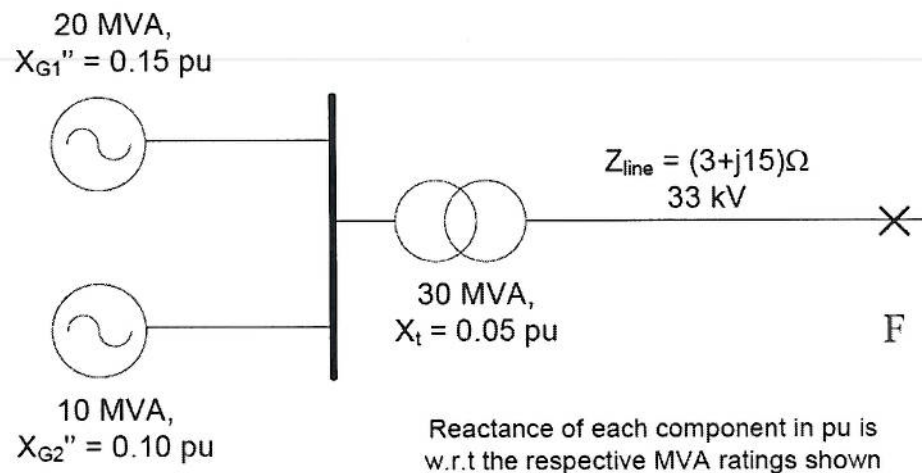 20 MVA,
X_G1" = 0.15 pu
Z_line = (3+j15)Ω
33 kV
30 MVA,
X_t = 0.05 pu
F
10 MVA,
X_G2" = 0.10 pu
Reactance of each component in pu is
w.r.t the respective MVA ratings shown